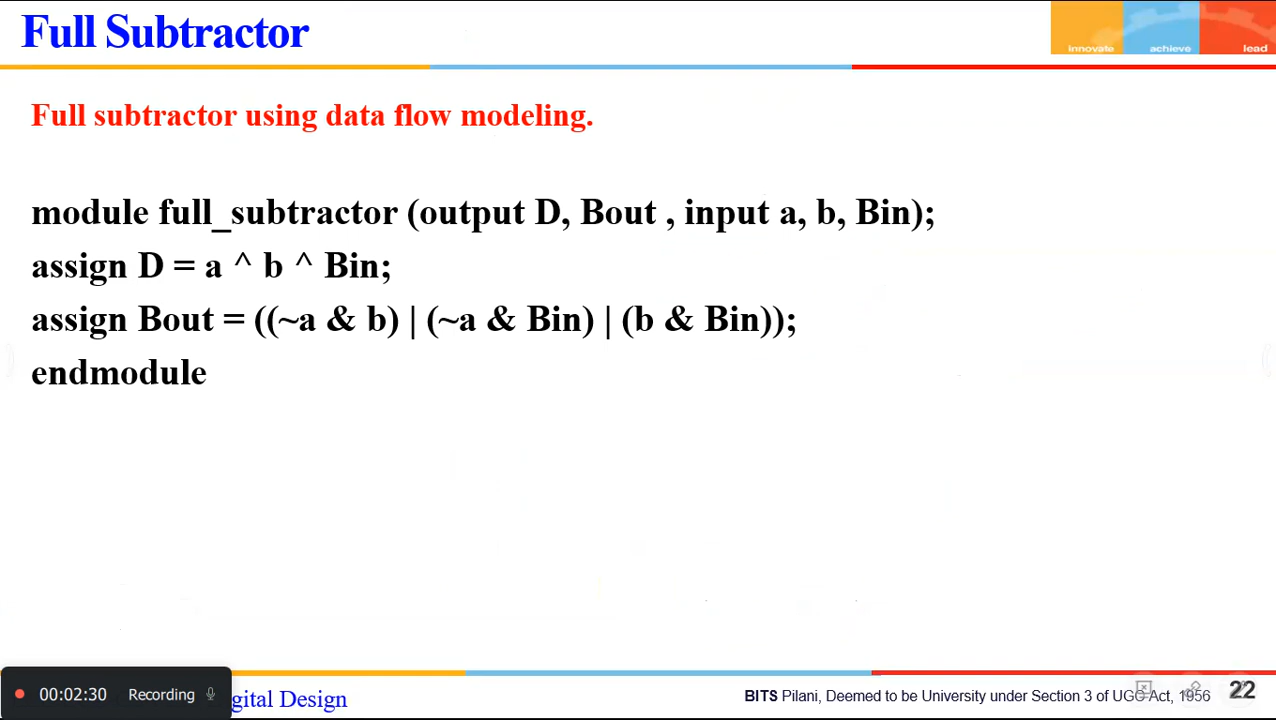 Full Subtractor
innovate achieve lead
Full subtractor using data flow modeling.
module full_subtractor (output D, Bout , input a, b, Bin);
assign D = a ^ b ^ Bin;
assign Bout = ((~a & b) | (~a & Bin) | (b & Bin));
endmodule
00:02:30 Recording
gital Design
BITS Pilani, Deemed to be University under Section 3 of UGC Act, 1956
22